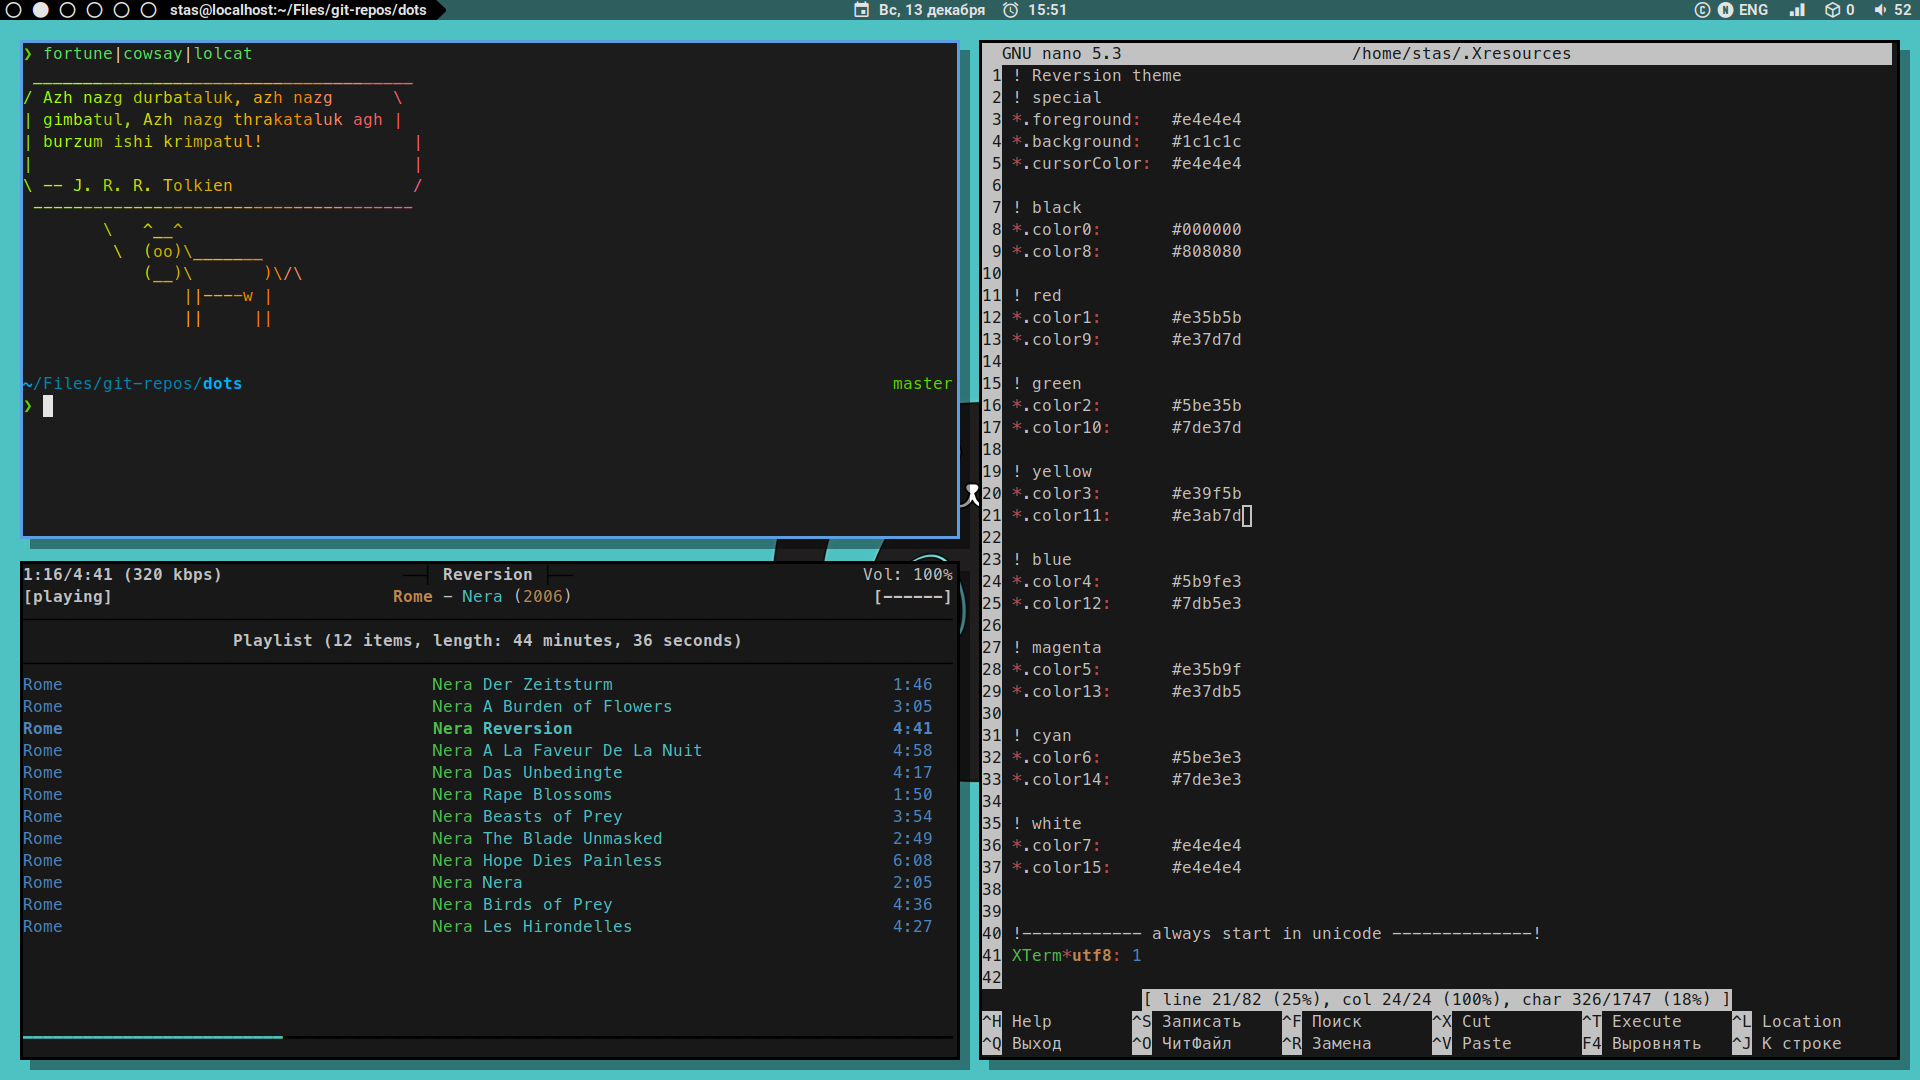 stas@localhost:~/Files/git-repos/dots
Вс, 13 декабря 15:51
C N ENG 0 52
❯ fortune|cowsay|lolcat
 ______________________________________
/ Azh nazg durbataluk, azh nazg      \
| gimbatul, Azh nazg thrakataluk agh |
| burzum ishi krimpatul!               |
|                                      |
\ -- J. R. R. Tolkien                  /
 --------------------------------------
        \   ^__^
         \  (oo)\_______
            (__)\       )\/\
                ||----w |
                ||     ||
~/Files/git-repos/dots master
❯
1:16/4:41 (320 kbps) Reversion Vol: 100%
[playing] Rome - Nera (2006) [------]
Playlist (12 items, length: 44 minutes, 36 seconds)
Rome Nera Der Zeitsturm 1:46
Rome Nera A Burden of Flowers 3:05
Rome Nera Reversion 4:41
Rome Nera A La Faveur De La Nuit 4:58
Rome Nera Das Unbedingte 4:17
Rome Nera Rape Blossoms 1:50
Rome Nera Beasts of Prey 3:54
Rome Nera The Blade Unmasked 2:49
Rome Nera Hope Dies Painless 6:08
Rome Nera Nera 2:05
Rome Nera Birds of Prey 4:36
Rome Nera Les Hirondelles 4:27
GNU nano 5.3 /home/stas/.Xresources
1 ! Reversion theme
2 ! special
3 *.foreground: #e4e4e4
4 *.background: #1c1c1c
5 *.cursorColor: #e4e4e4
6
7 ! black
8 *.color0: #000000
9 *.color8: #808080
10
11 ! red
12 *.color1: #e35b5b
13 *.color9: #e37d7d
14
15 ! green
16 *.color2: #5be35b
17 *.color10: #7de37d
18
19 ! yellow
20 *.color3: #e39f5b
21 *.color11: #e3ab7d
22
23 ! blue
24 *.color4: #5b9fe3
25 *.color12: #7db5e3
26
27 ! magenta
28 *.color5: #e35b9f
29 *.color13: #e37db5
30
31 ! cyan
32 *.color6: #5be3e3
33 *.color14: #7de3e3
34
35 ! white
36 *.color7: #e4e4e4
37 *.color15: #e4e4e4
38
39
40 !------------ always start in unicode --------------!
41 XTerm*utf8: 1
42
[ line 21/82 (25%), col 24/24 (100%), char 326/1747 (18%) ]
^H Help ^S Записать ^F Поиск ^X Cut ^T Execute ^L Location
^Q Выход ^O ЧитФайл ^R Замена ^V Paste F4 Выровнять ^J К строке